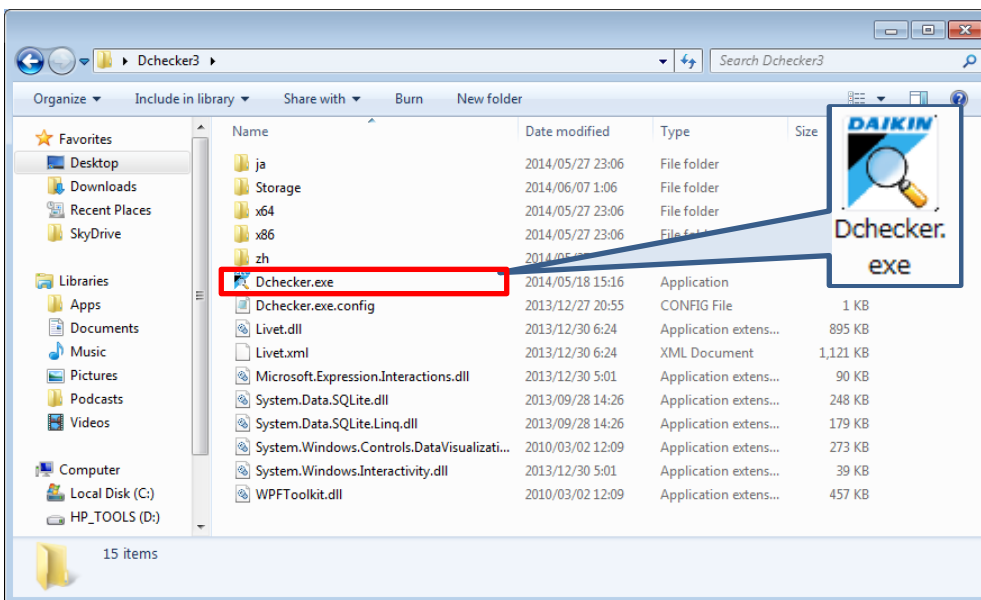 Dchecker3
Search Dchecker3
Organize Include in library Share with Burn New folder
Favorites
Desktop
Downloads
Recent Places
SkyDrive
Libraries
Apps
Documents
Music
Pictures
Podcasts
Videos
Computer
Local Disk (C:)
HP_TOOLS (D:)
Name Date modified Type Size
ja 2014/05/27 23:06 File folder
Storage 2014/06/07 1:06 File folder
x64 2014/05/27 23:06 File folder
x86 2014/05/27 23:06 File
zh
Dchecker.exe 2014/05/18 15:16 Application
Dchecker.exe.config 2013/12/27 20:55 CONFIG File 1 KB
Livet.dll 2013/12/30 6:24 Application extens... 895 KB
Livet.xml 2013/12/30 6:24 XML Document 1,121 KB
Microsoft.Expression.Interactions.dll 2013/12/30 5:01 Application extens... 90 KB
System.Data.SQLite.dll 2013/09/28 14:26 Application extens... 248 KB
System.Data.SQLite.Linq.dll 2013/09/28 14:26 Application extens... 179 KB
System.Windows.Controls.DataVisualizati... 2010/03/02 12:09 Application extens... 273 KB
System.Windows.Interactivity.dll 2013/12/30 5:01 Application extens... 39 KB
WPFToolkit.dll 2010/03/02 12:09 Application extens... 457 KB
DAIKIN
Dchecker.
exe
15 items